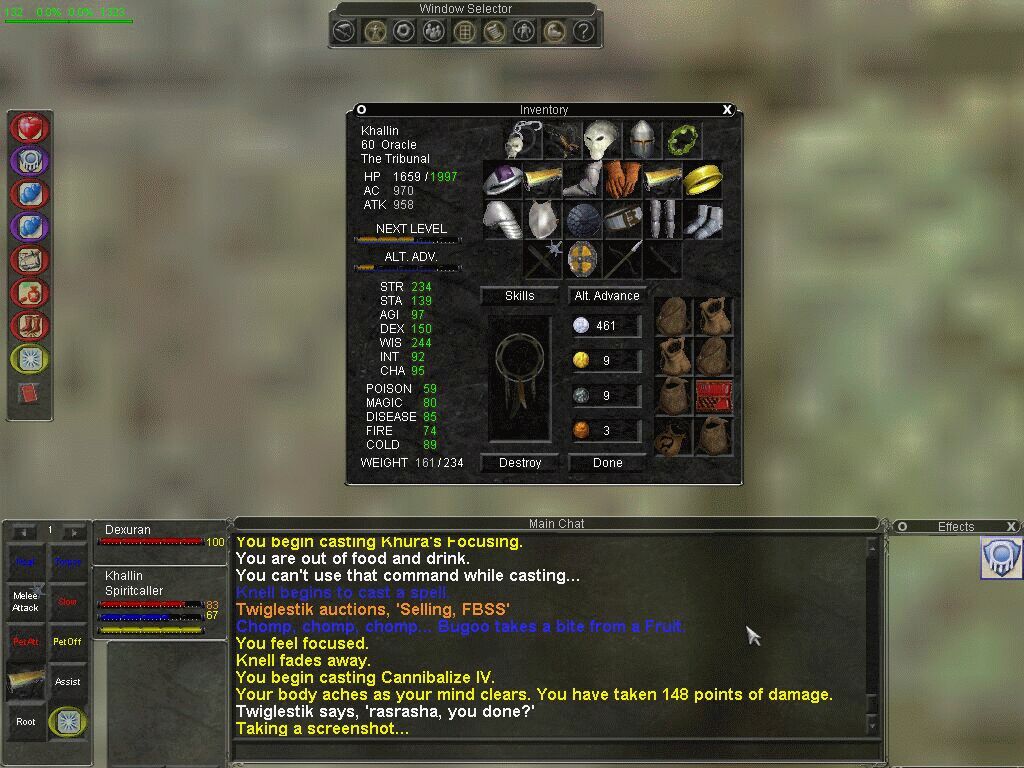 132 0.0% 0.0% 1323
Window Selector
Inventory
Khallin
60 Oracle
The Tribunal
HP 1659 / 1997
AC 970
ATK 958
NEXT LEVEL
ALT. ADV.
STR 234
STA 139
AGI 97
DEX 150
WIS 244
INT 92
CHA 95
POISON 59
MAGIC 80
DISEASE 85
FIRE 74
COLD 89
WEIGHT 161 / 234
Skills
Alt. Advance
461
9
9
3
Destroy
Done
1
Melee
Attack
Slow
Pet Att
Pet Off
Assist
Root
Dexuran
100
Khallin
Spiritcaller
83
67
Main Chat
You begin casting Khura's Focusing.
You are out of food and drink.
You can't use that command while casting...
Knell begins to cast a spell.
Twiglestik auctions, 'Selling, FBSS'
Chomp, chomp, chomp... Bugoo takes a bite from a Fruit.
You feel focused.
Knell fades away.
You begin casting Cannibalize IV.
Your body aches as your mind clears. You have taken 148 points of damage.
Twiglestik says, 'rasrasha, you done?'
Taking a screenshot...
Effects